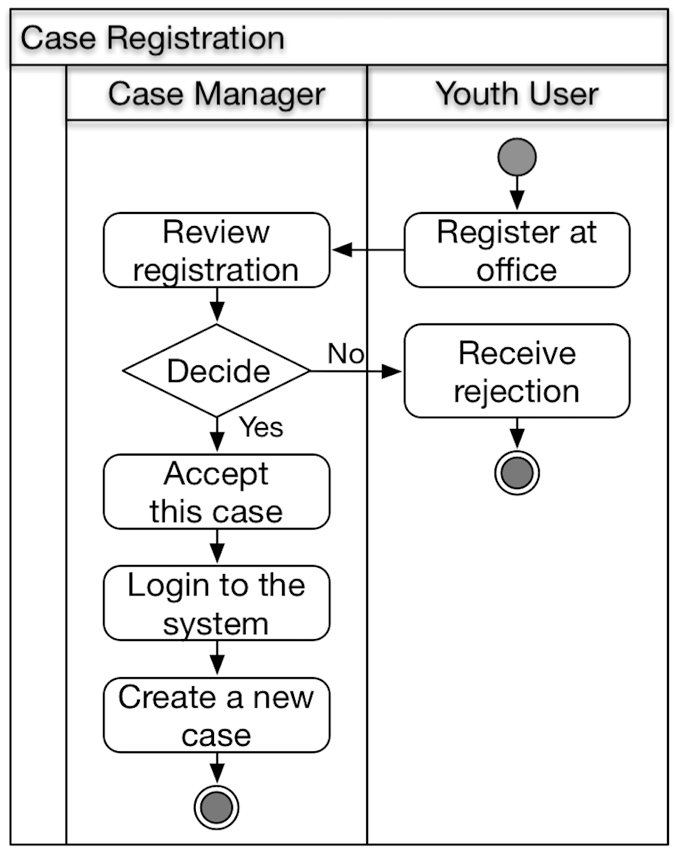 Case Registration
Case Manager
Youth User
Review
registration
Register at
office
Decide
No
Receive
rejection
Yes
Accept
this case
Login to the
system
Create a new
case